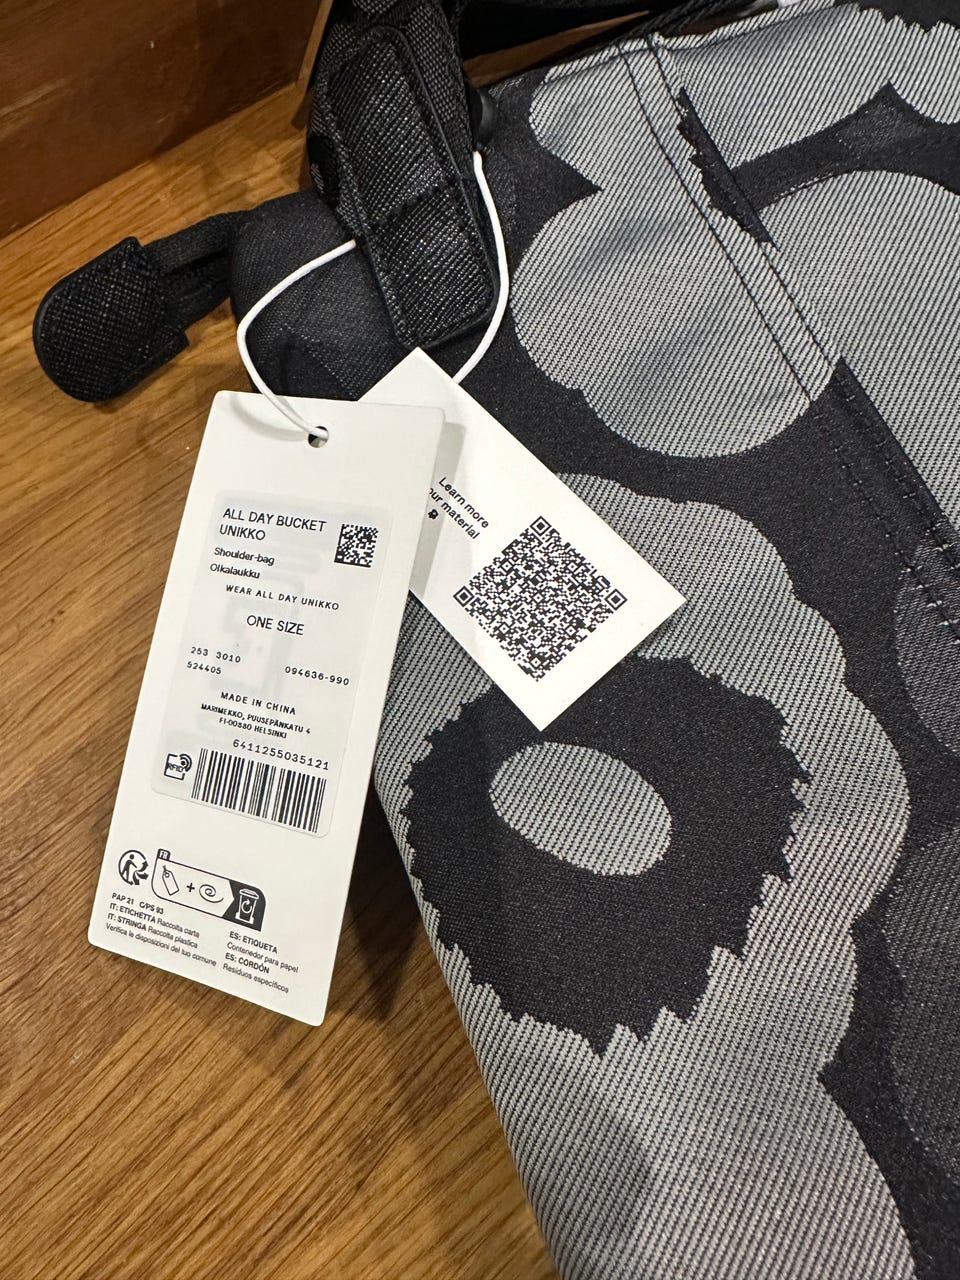 ALL DAY BUCKET
UNIKKO
Shoulder-bag
Olkalaukku
WEAR ALL DAY UNIKKO
ONE SIZE
253 3010
524405
094636-990
MADE IN CHINA
MARIMEKKO, PUUSEPÄNKATU 4
FI-00880 HELSINKI
6411255035121
RFID
FR
+
PAP 21 C/PS 93
IT: ETICHETTA Raccolta carta
IT: STRINGA Raccolta plastica
Verifica le disposizioni del tuo comune
ES: ETIQUETA
Contenedor para papel
ES: CORDÓN
Residuos específicos
Learn more
our material